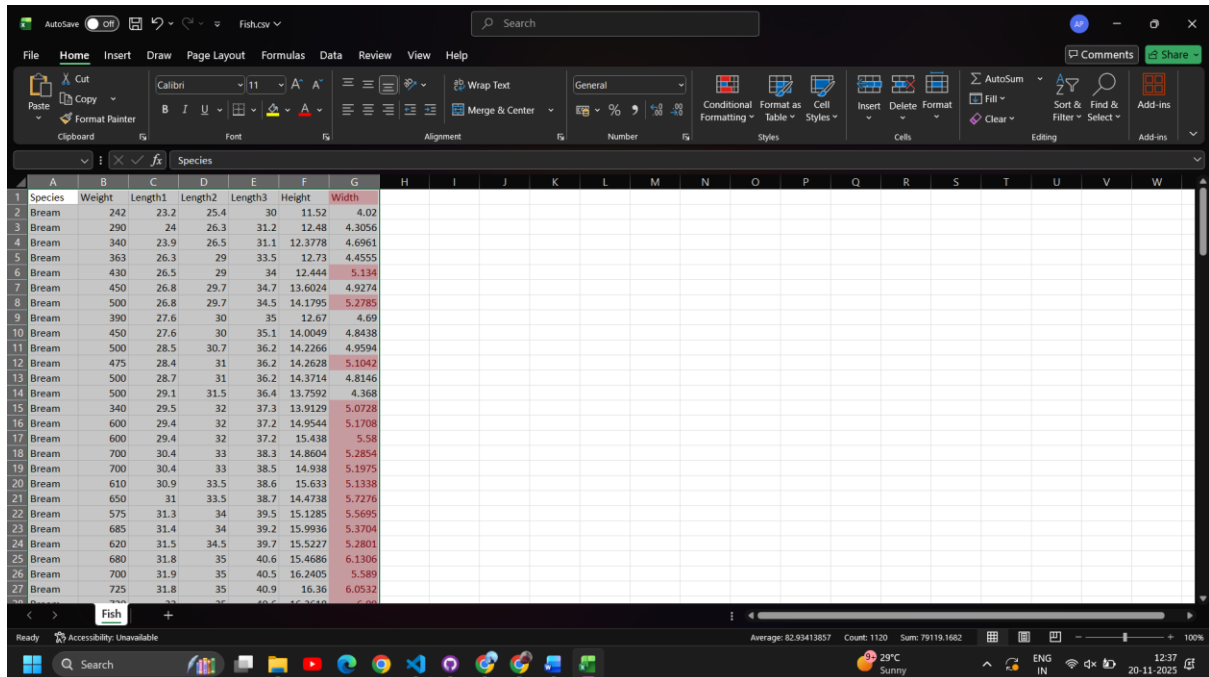 AutoSave Off Fish.csv Search AP
File Home Insert Draw Page Layout Formulas Data Review View Help Comments Share
Paste Cut Copy Format Painter Clipboard
Calibri 11 A A B I U A Font
Wrap Text Merge & Center Alignment
General % 9 Number
Conditional Formatting Format as Table Cell Styles Styles
Insert Delete Format Cells
AutoSum Fill Clear Sort & Filter Find & Select Editing
Add-ins Add-ins
fx Species
A B C D E F G H I J K L M N O P Q R S T U V W
1 Species Weight Length1 Length2 Length3 Height Width
2 Bream 242 23.2 25.4 30 11.52 4.02
3 Bream 290 24 26.3 31.2 12.48 4.3056
4 Bream 340 23.9 26.5 31.1 12.3778 4.6961
5 Bream 363 26.3 29 33.5 12.73 4.4555
6 Bream 430 26.5 29 34 12.444 5.134
7 Bream 450 26.8 29.7 34.7 13.6024 4.9274
8 Bream 500 26.8 29.7 34.5 14.1795 5.2785
9 Bream 390 27.6 30 35 12.67 4.69
10 Bream 450 27.6 30 35.1 14.0049 4.8438
11 Bream 500 28.5 30.7 36.2 14.2266 4.9594
12 Bream 475 28.4 31 36.2 14.2628 5.1042
13 Bream 500 28.7 31 36.2 14.3714 4.8146
14 Bream 500 29.1 31.5 36.4 13.7592 4.368
15 Bream 340 29.5 32 37.3 13.9129 5.0728
16 Bream 600 29.4 32 37.2 14.9544 5.1708
17 Bream 600 29.4 32 37.2 15.438 5.58
18 Bream 700 30.4 33 38.3 14.8604 5.2854
19 Bream 700 30.4 33 38.5 14.938 5.1975
20 Bream 610 30.9 33.5 38.6 15.633 5.1338
21 Bream 650 31 33.5 38.7 14.4738 5.7276
22 Bream 575 31.3 34 39.5 15.1285 5.5695
23 Bream 685 31.4 34 39.2 15.9936 5.3704
24 Bream 620 31.5 34.5 39.7 15.5227 5.2801
25 Bream 680 31.8 35 40.6 15.4686 6.1306
26 Bream 700 31.9 35 40.5 16.2405 5.589
27 Bream 725 31.8 35 40.9 16.36 6.0532
Fish
Ready Accessibility: Unavailable Average: 82.93413857 Count: 1120 Sum: 79119.1682 100%
Search 9+ 29°C Sunny ENG IN 12:37 20-11-2025